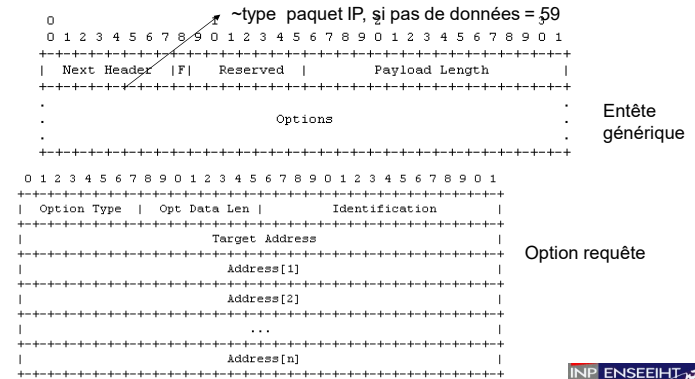 ~type paquet IP, si pas de données = 59
0 1 2 3
0 1 2 3 4 5 6 7 8 9 0 1 2 3 4 5 6 7 8 9 0 1 2 3 4 5 6 7 8 9 0 1
+-+-+-+-+-+-+-+-+-+-+-+-+-+-+-+-+-+-+-+-+-+-+-+-+-+-+-+-+-+-+-+-+
| Next Header |F| Reserved | Payload Length |
+-+-+-+-+-+-+-+-+-+-+-+-+-+-+-+-+-+-+-+-+-+-+-+-+-+-+-+-+-+-+-+-+
. .
. Options .
. .
+-+-+-+-+-+-+-+-+-+-+-+-+-+-+-+-+-+-+-+-+-+-+-+-+-+-+-+-+-+-+-+-+
Entête
générique
0 1 2 3 4 5 6 7 8 9 0 1 2 3 4 5 6 7 8 9 0 1 2 3 4 5 6 7 8 9 0 1
+-+-+-+-+-+-+-+-+-+-+-+-+-+-+-+-+-+-+-+-+-+-+-+-+-+-+-+-+-+-+-+-+
| Option Type | Opt Data Len | Identification |
+-+-+-+-+-+-+-+-+-+-+-+-+-+-+-+-+-+-+-+-+-+-+-+-+-+-+-+-+-+-+-+-+
| Target Address |
+-+-+-+-+-+-+-+-+-+-+-+-+-+-+-+-+-+-+-+-+-+-+-+-+-+-+-+-+-+-+-+-+
| Address[1] |
+-+-+-+-+-+-+-+-+-+-+-+-+-+-+-+-+-+-+-+-+-+-+-+-+-+-+-+-+-+-+-+-+
| Address[2] |
+-+-+-+-+-+-+-+-+-+-+-+-+-+-+-+-+-+-+-+-+-+-+-+-+-+-+-+-+-+-+-+-+
| ... |
+-+-+-+-+-+-+-+-+-+-+-+-+-+-+-+-+-+-+-+-+-+-+-+-+-+-+-+-+-+-+-+-+
| Address[n] |
+-+-+-+-+-+-+-+-+-+-+-+-+-+-+-+-+-+-+-+-+-+-+-+-+-+-+-+-+-+-+-+-+
Option requête
INP ENSEEIHT